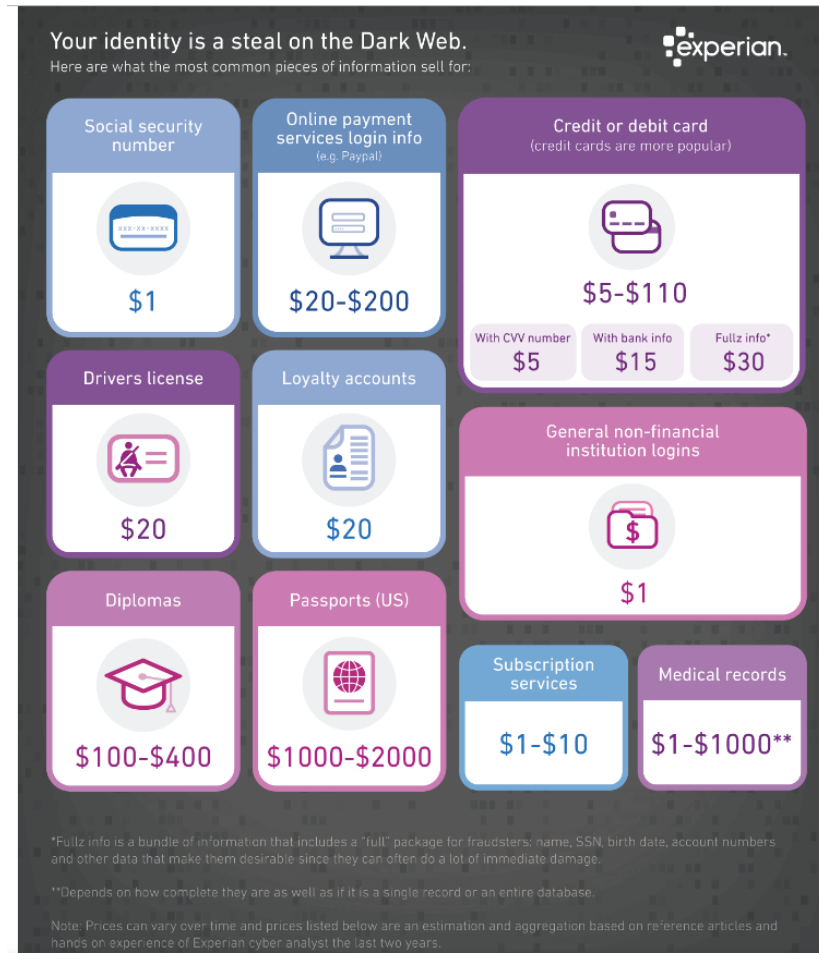 Your identity is a steal on the Dark Web.
Here are what the most common pieces of information sell for:
experian™
Social security
number
xxx-xx-xxxx
$1
Online payment
services login info
(e.g. Paypal)
$20-$200
Credit or debit card
(credit cards are more popular)
$5-$110
With CVV number
$5
With bank info
$15
Fullz info*
$30
Drivers license
$20
Loyalty accounts
$20
General non-financial
institution logins
$
$1
Diplomas
$100-$400
Passports (US)
$1000-$2000
Subscription
services
$1-$10
Medical records
$1-$1000**
*Fullz info is a bundle of information that includes a "full" package for fraudsters: name, SSN, birth date, account numbers
and other data that make them desirable since they can often do a lot of immediate damage.
**Depends on how complete they are as well as if it is a single record or an entire database.
Note: Prices can vary over time and prices listed below are an estimation and aggregation based on reference articles and
hands on experience of Experian cyber analyst the last two years.